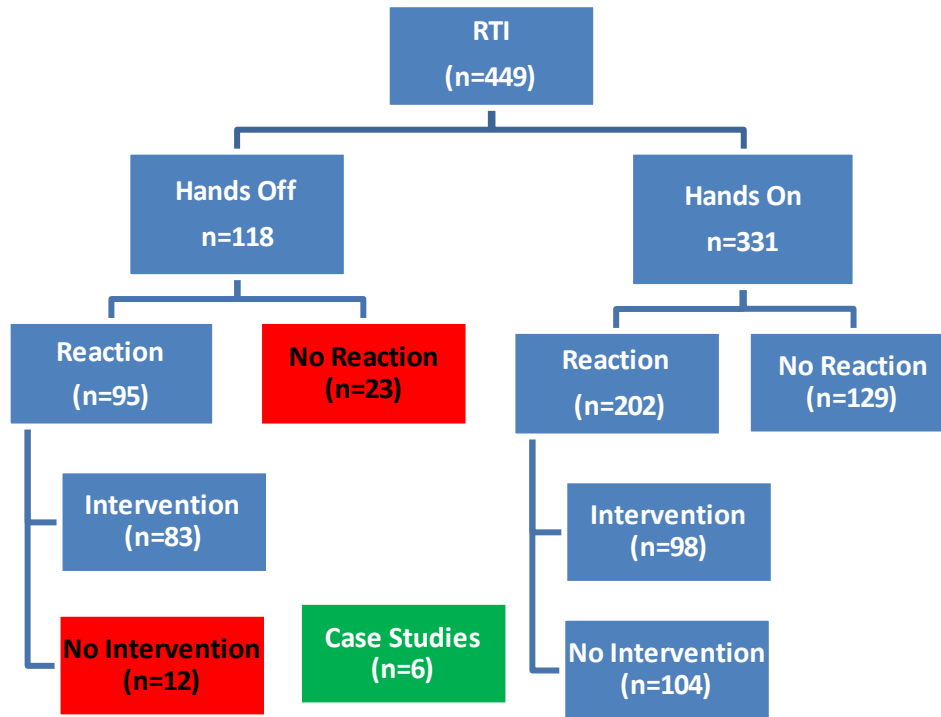 RTI
(n=449)
Hands Off
n=118
Hands On
n=331
Reaction
(n=95)
No Reaction
(n=23)
Reaction
(n=202)
No Reaction
(n=129)
Intervention
(n=83)
Intervention
(n=98)
No Intervention
(n=12)
Case Studies
(n=6)
No Intervention
(n=104)